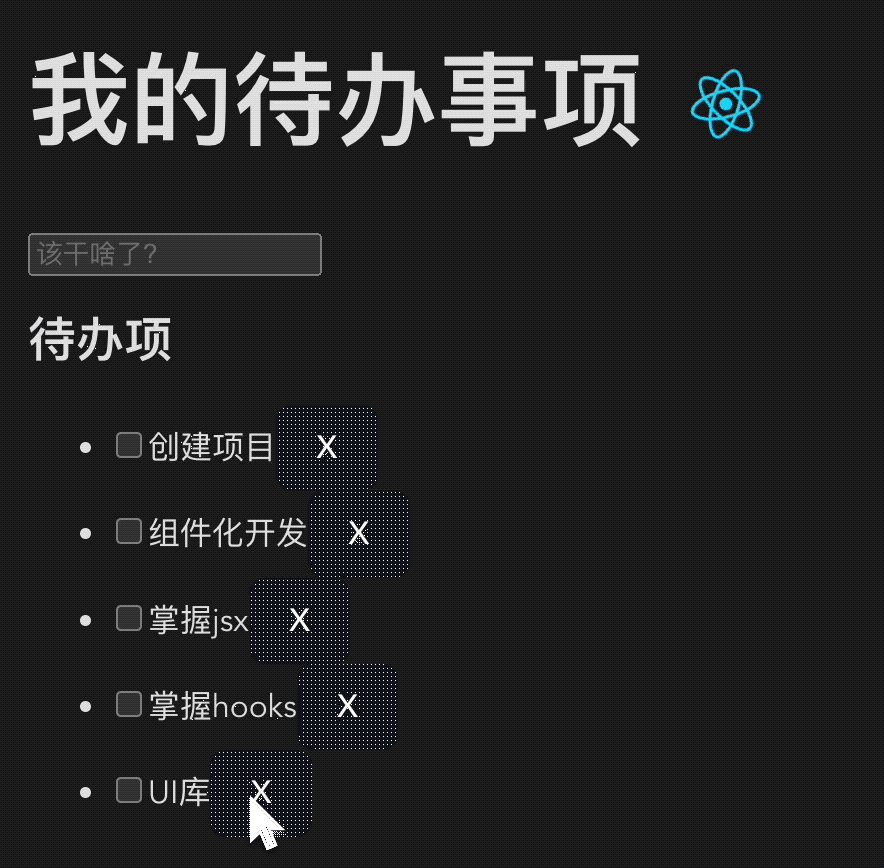 我的待办事项
该干啥了?
待办项
创建项目 X
组件化开发 X
掌握jsx X
掌握hooks X
UI库 X